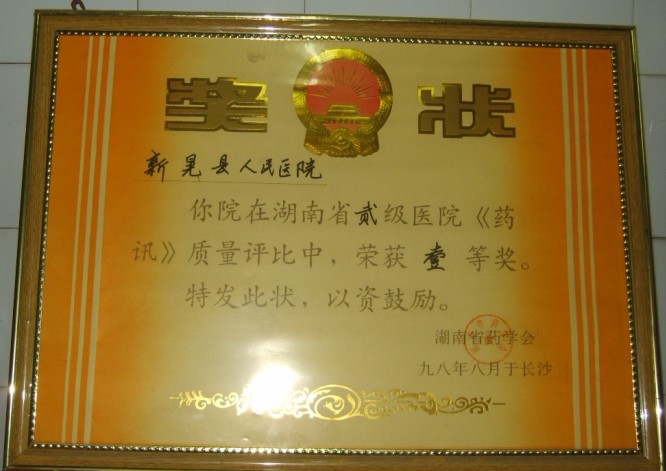 奖状
新晃县人民医院
你院在湖南省贰级医院《药
讯》质量评比中，荣获壹等奖。
特发此状，以资鼓励。
湖南省药学会
九八年八月于长沙